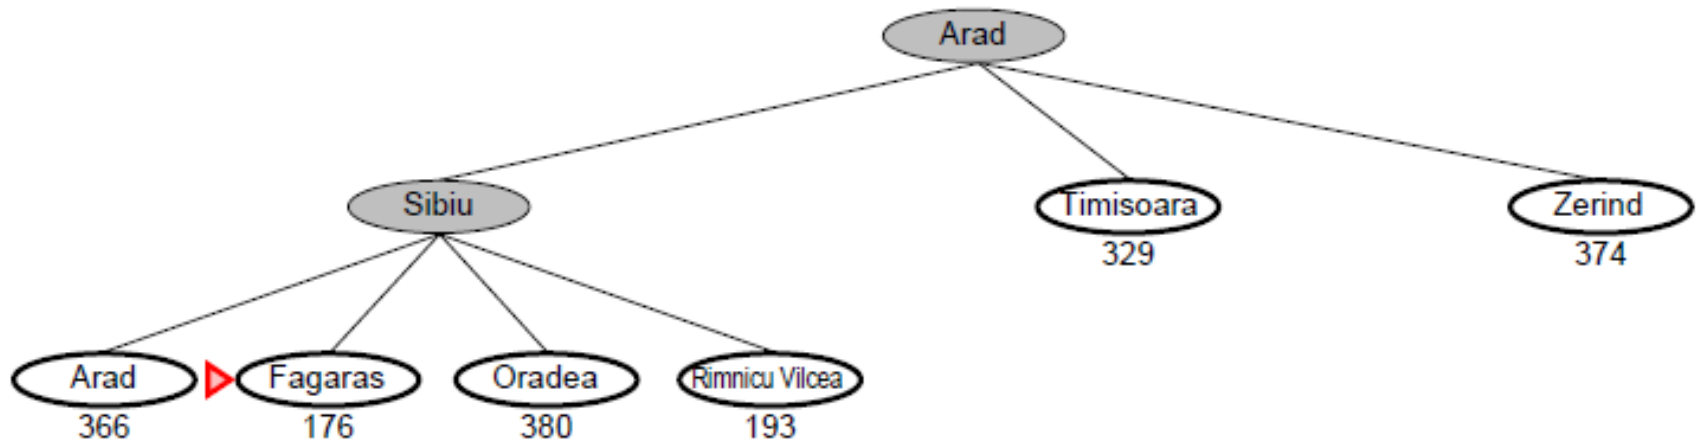 Arad
Sibiu
Timisoara
Zerind
329
374
Arad
Fagaras
Oradea
Rimnicu Vilcea
366
176
380
193